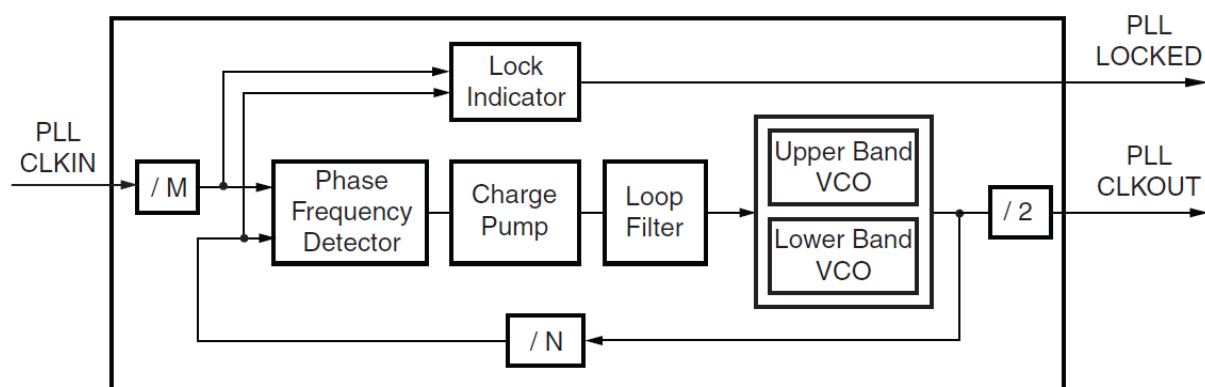 PLL
LOCKED
Lock
Indicator
PLL
CLKIN
/ M
Phase
Frequency
Detector
Charge
Pump
Loop
Filter
Upper Band
VCO
Lower Band
VCO
/ 2
PLL
CLKOUT
/ N